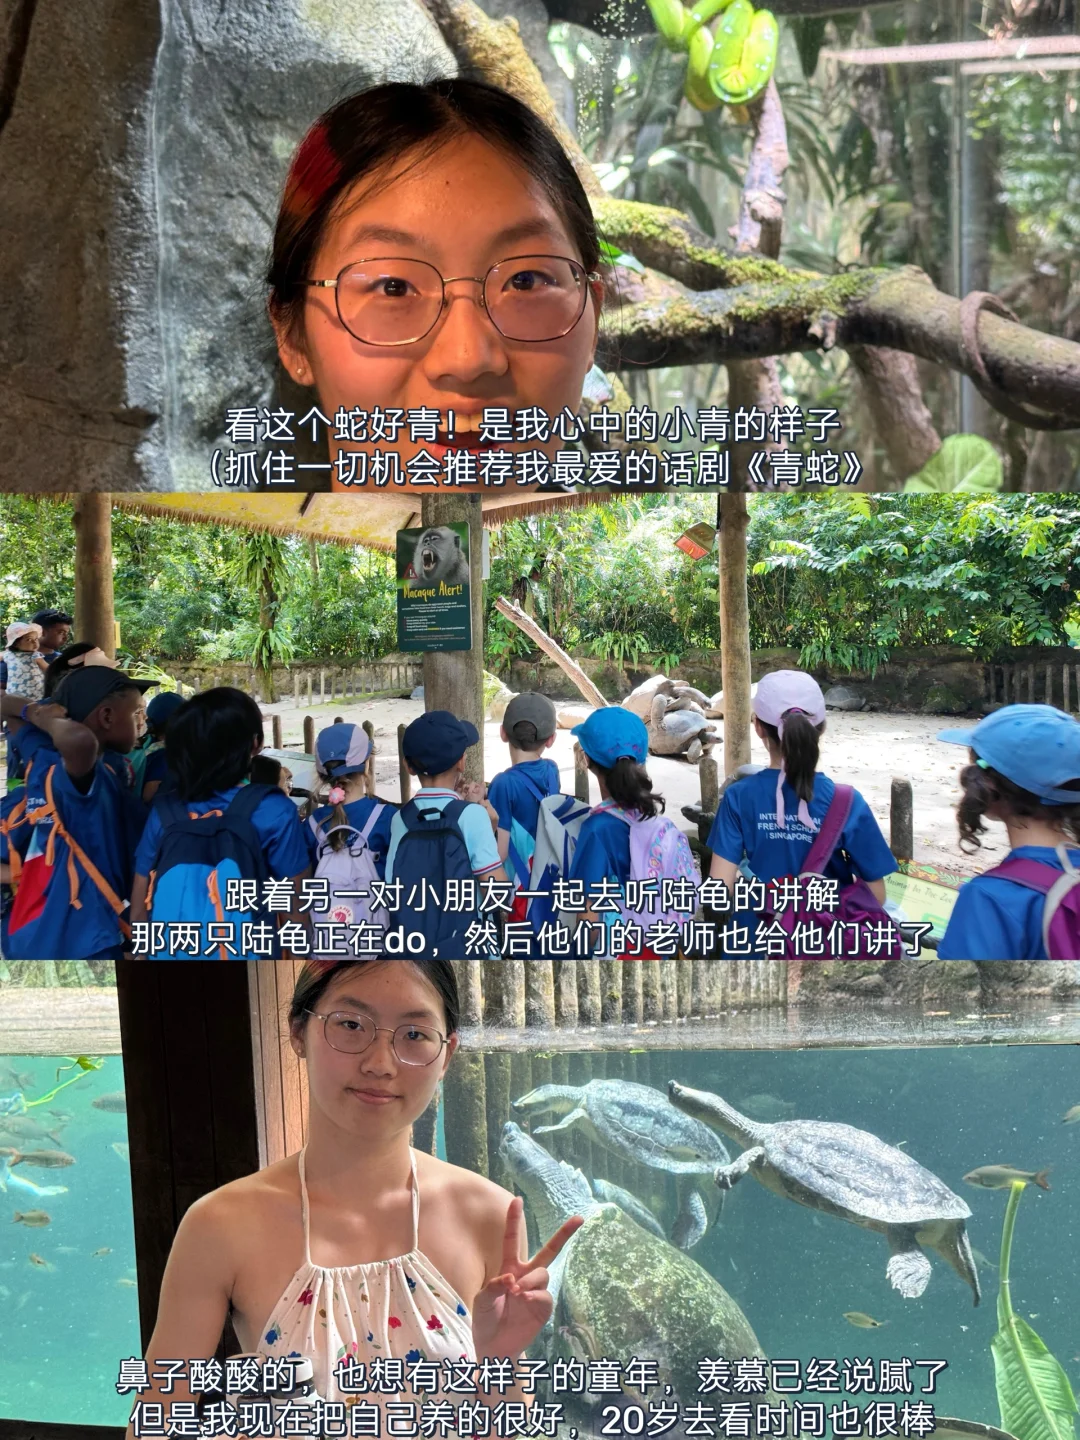 看这个蛇好青！是我心中的小青的样子
（抓住一切机会推荐我最爱的话剧《青蛇》
Macaque Alert!
INTERNATIONAL
FRENCH SCHOOL
SINGAPORE
跟着另一对小朋友一起去听陆龟的讲解
那两只陆龟正在do，然后他们的老师也给他们讲了
鼻子酸酸的，也想有这样子的童年，羡慕已经说腻了
但是我现在把自己养的很好，20岁去看时间也很棒